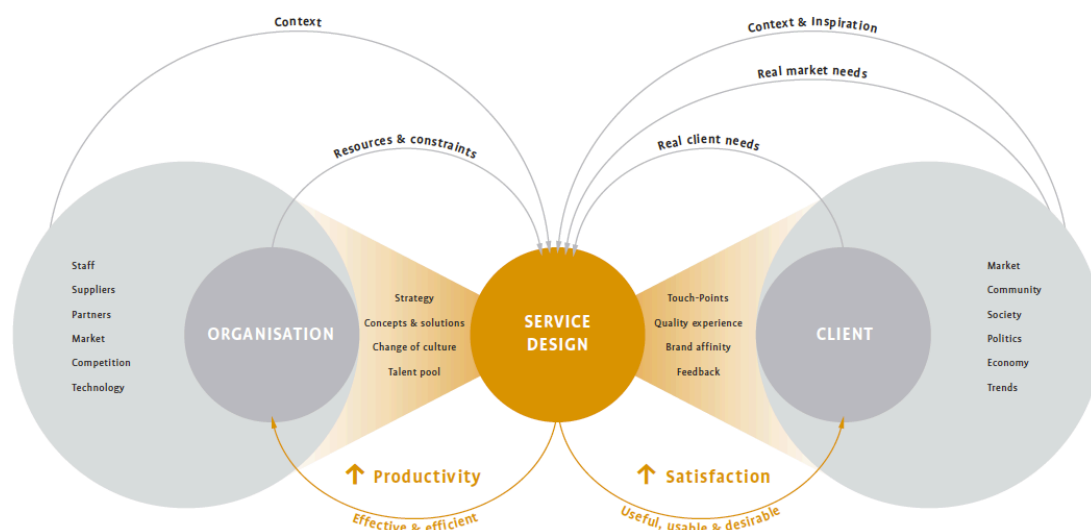 Context
Context & Inspiration
Real market needs
Resources & constraints
Real client needs
Staff
Suppliers
Partners
Market
Competition
Technology
ORGANISATION
Strategy
Concepts & solutions
Change of culture
Talent pool
SERVICE
DESIGN
Touch-Points
Quality experience
Brand affinity
Feedback
CLIENT
Market
Community
Society
Politics
Economy
Trends
↑ Productivity
↑ Satisfaction
Effective & efficient
Useful, usable & desirable